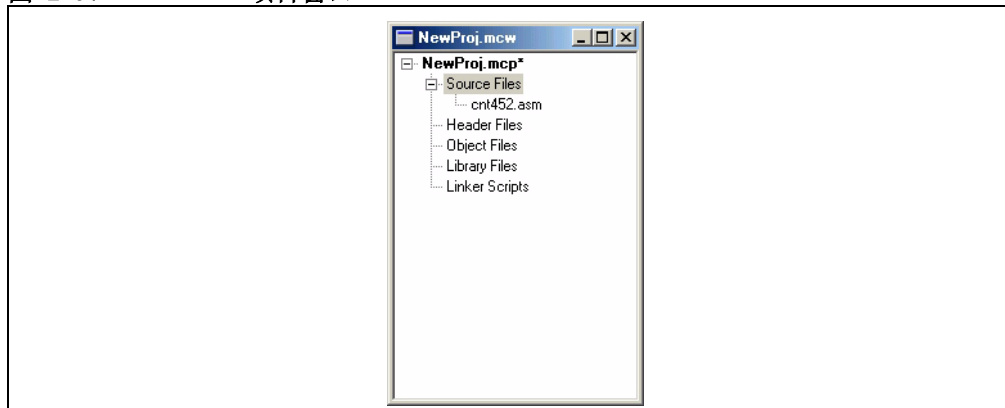 NewProj.mcw
NewProj.mcp*
Source Files
cnt452.asm
Header Files
Object Files
Library Files
Linker Scripts